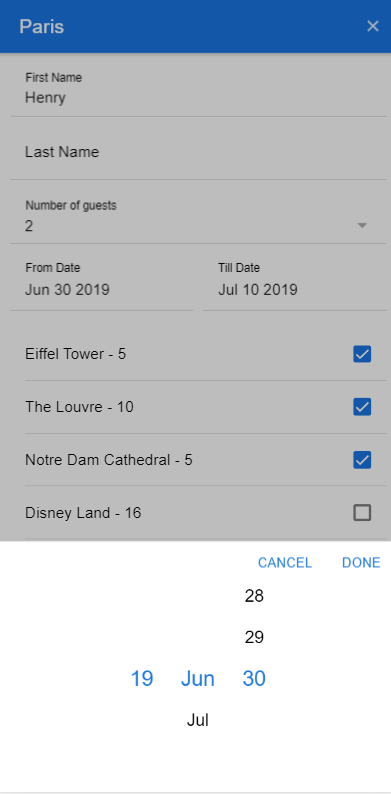 Paris
First Name
Henry
Last Name
Number of guests
2
From Date Till Date
Jun 30 2019 Jul 10 2019
Eiffel Tower - 5
The Louvre - 10
Notre Dam Cathedral - 5
Disney Land - 16
CANCEL DONE
28
29
19 Jun 30
Jul